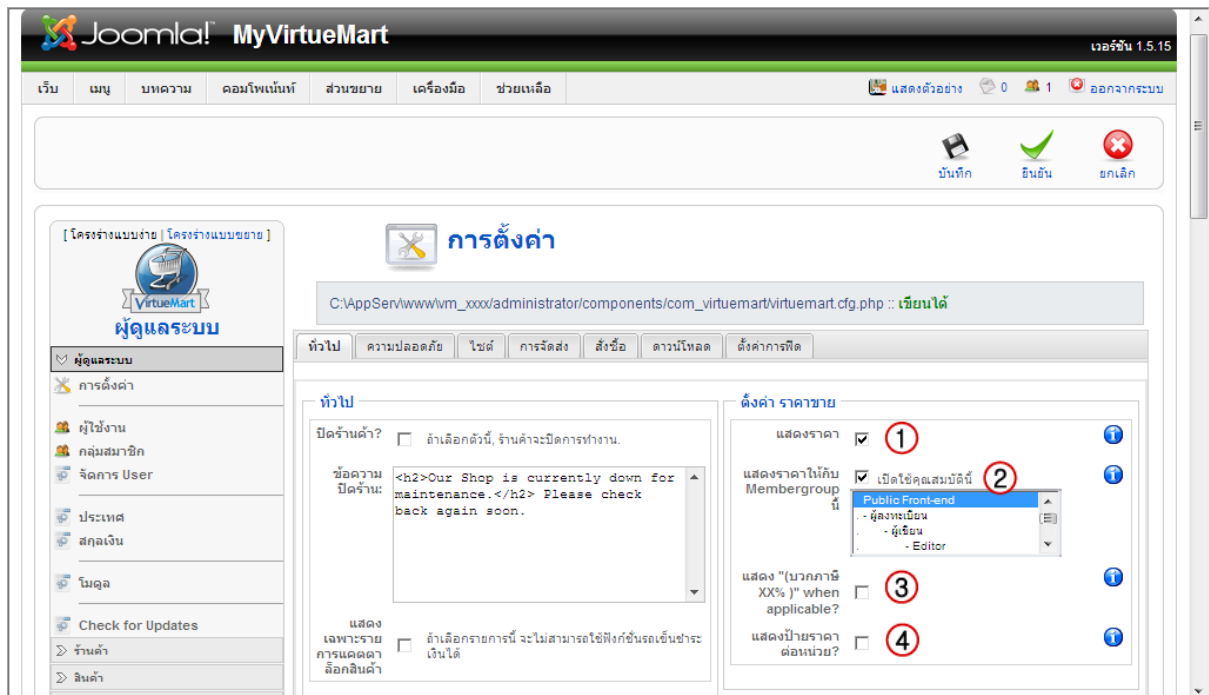 Joomla! MyVirtueMart
เวอร์ชัน 1.5.15
เว็บ เมนู บทความ คอมโพเน้นท์ ส่วนขยาย เครื่องมือ ช่วยเหลือ
แสดงตัวอย่าง 0 1 ออกจากระบบ
บันทึก ยืนยัน ยกเลิก
[ โครงร่างแบบง่าย | โครงร่างแบบขยาย ]
VirtueMart
ผู้ดูแลระบบ
ผู้ดูแลระบบ
การตั้งค่า
ผู้ใช้งาน
กลุ่มสมาชิก
จัดการ User
ประเทศ
สกุลเงิน
โมดูล
Check for Updates
ร้านค้า
สินค้า
การตั้งค่า
C:\AppServ\www\vm_xxxx/administrator/components/com_virtuemart/virtuemart.cfg.php :: เขียนได้
ทั่วไป ความปลอดภัย ไซต์ การจัดส่ง สั่งซื้อ ดาวน์โหลด ตั้งค่าการฟีด
ทั่วไป
ปิดร้านค้า? ถ้าเลือกตัวนี้, ร้านค้าจะปิดการทำงาน.
ข้อความ
ปิดร้าน:
<h2>Our Shop is currently down for
maintenance.</h2> Please check
back again soon.
แสดง
เฉพาะราย
การแคตตา
ล็อกสินค้า
ถ้าเลือกรายการนี้ จะไม่สามารถใช้ฟังก์ชั่นรถเข็นชำระ
เงินได้
ตั้งค่า ราคาขาย
แสดงราคา 1
แสดงราคาให้กับ
Membergroup
นี้
เปิดใช้คุณสมบัตินี้ 2
Public Front-end
. - ผู้ลงทะเบียน
. - ผู้เขียน
. - Editor
แสดง "(บวกภาษี
XX% )" when
applicable?
3
แสดงป้ายราคา
ต่อหน่วย?
4